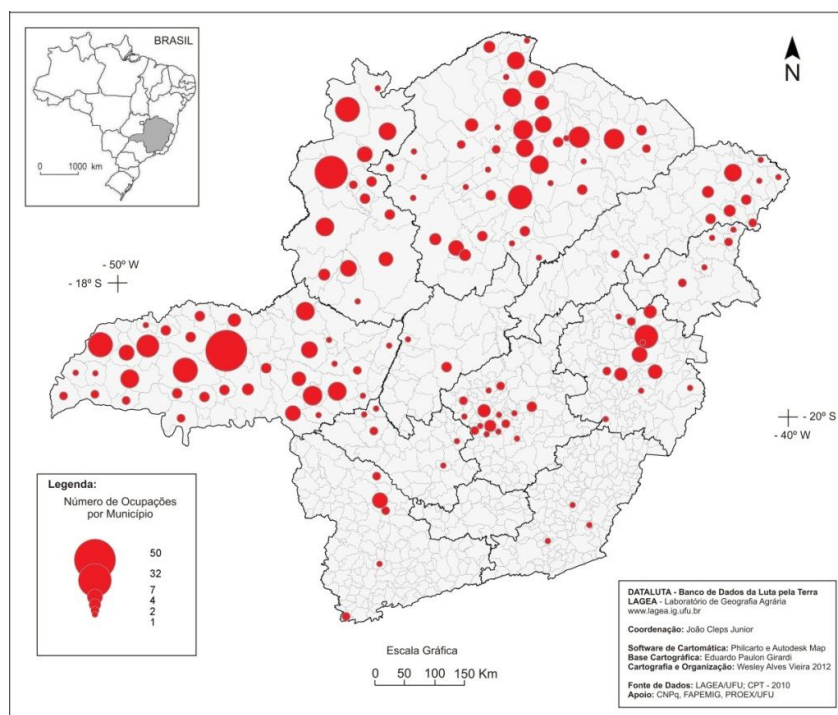 BRASIL
0 1000 km
N
- 50º W
- 18º S
- 20º S
- 40º W
Legenda:
Número de Ocupações
por Município
50
32
7
4
2
1
Escala Gráfica
0 50 100 150 Km
DATALUTA - Banco de Dados da Luta pela Terra
LAGEA - Laboratório de Geografia Agrária
www.lagea.ig.ufu.br
Coordenação: João Cleps Junior
Software de Cartomática: Philcarto e Autodesk Map
Base Cartográfica: Eduardo Paulon Girardi
Cartografia e Organização: Wesley Alves Vieira 2012
Fonte de Dados: LAGEA/UFU; CPT - 2010
Apoio: CNPq, FAPEMIG, PROEX/UFU